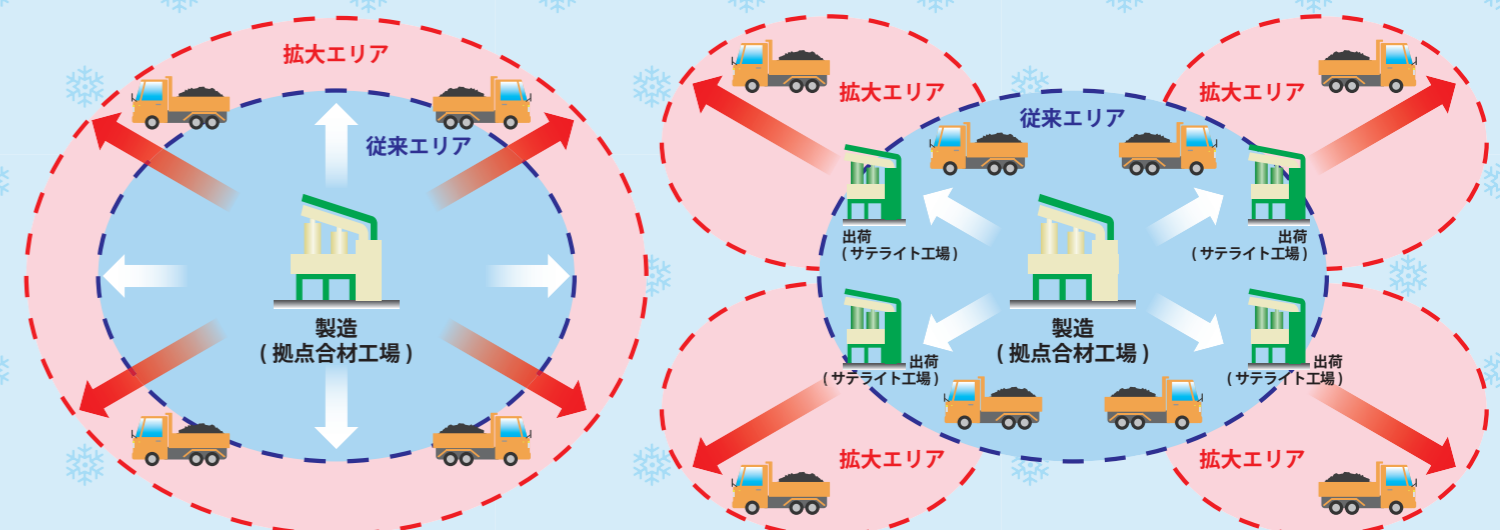 拡大エリア
従来エリア
製造
( 拠点合材工場 )
拡大エリア
従来エリア
拡大エリア
出荷
( サテライト工場 )
出荷
( サテライト工場 )
製造
( 拠点合材工場 )
出荷
( サテライト工場 )
出荷
( サテライト工場 )
拡大エリア
拡大エリア